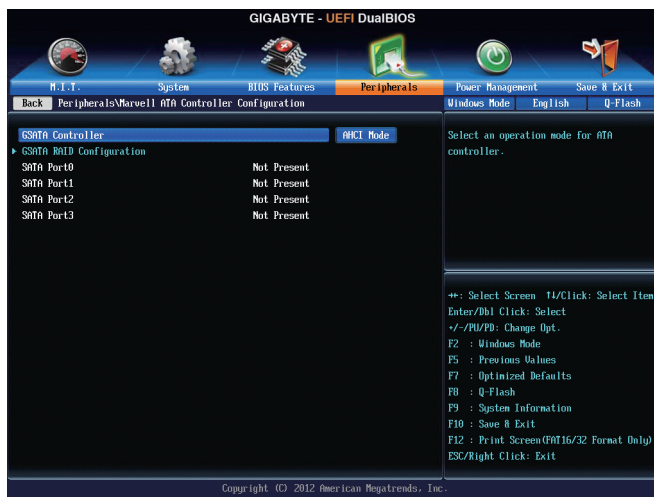 GIGABYTE - UEFI DualBIOS
M.I.T. System BIOS Features Peripherals Power Management Save & Exit
Back Peripherals\Marvell ATA Controller Configuration Windows Mode English Q-Flash
GSATA Controller AHCI Mode
GSATA RAID Configuration
SATA Port0 Not Present
SATA Port1 Not Present
SATA Port2 Not Present
SATA Port3 Not Present
Select an operation mode for ATA
controller.
→←: Select Screen ↑↓/Click: Select Item
Enter/Dbl Click: Select
+/-/PU/PD: Change Opt.
F2 : Windows Mode
F5 : Previous Values
F7 : Optimized Defaults
F8 : Q-Flash
F9 : System Information
F10 : Save & Exit
F12 : Print Screen(FAT16/32 Format Only)
ESC/Right Click: Exit
Copyright (C) 2012 American Megatrends, Inc.